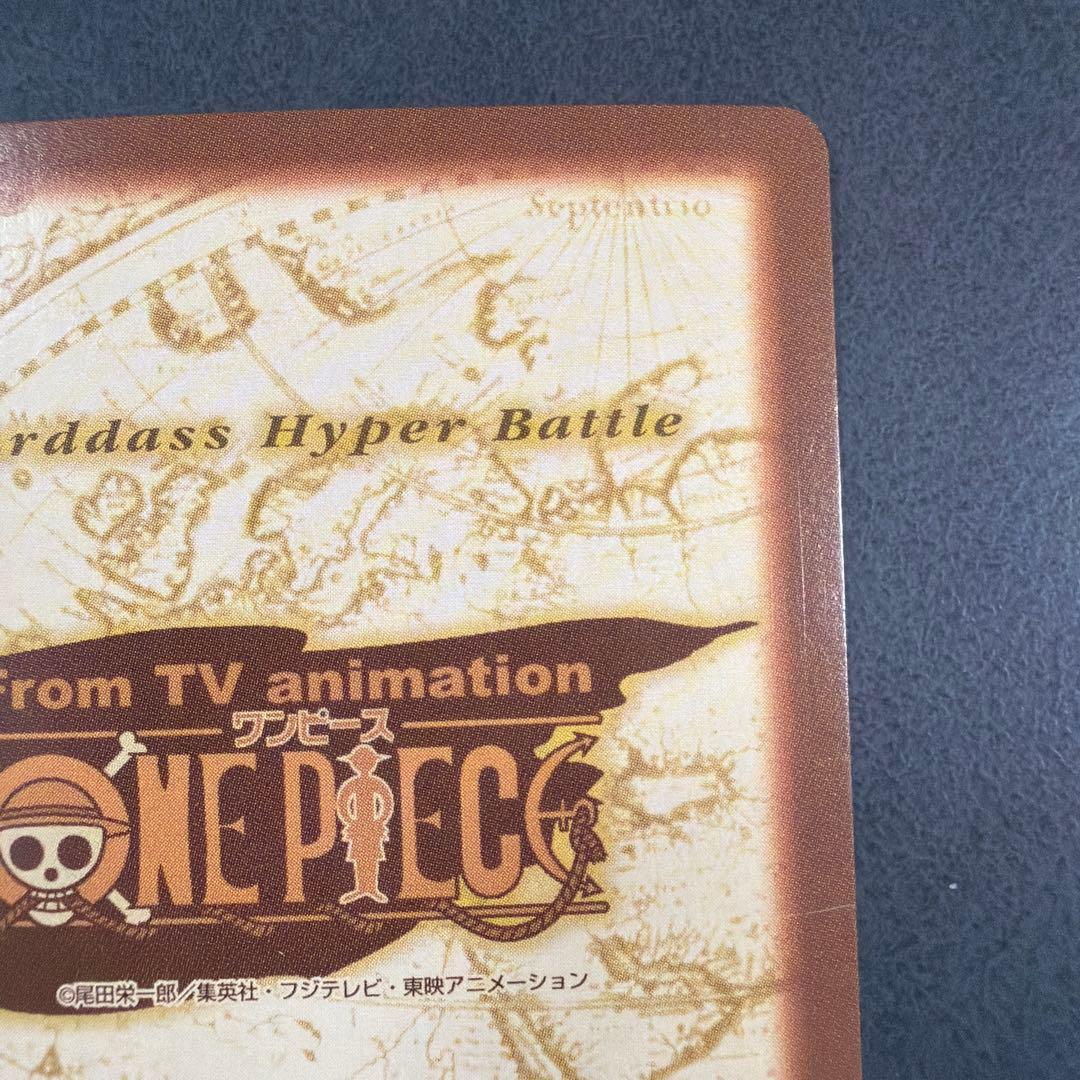 Septentrio
rddass Hyper Battle
From TV animation
ワンピース
ONE PIECE
©尾田栄一郎／集英社・フジテレビ・東映アニメーション